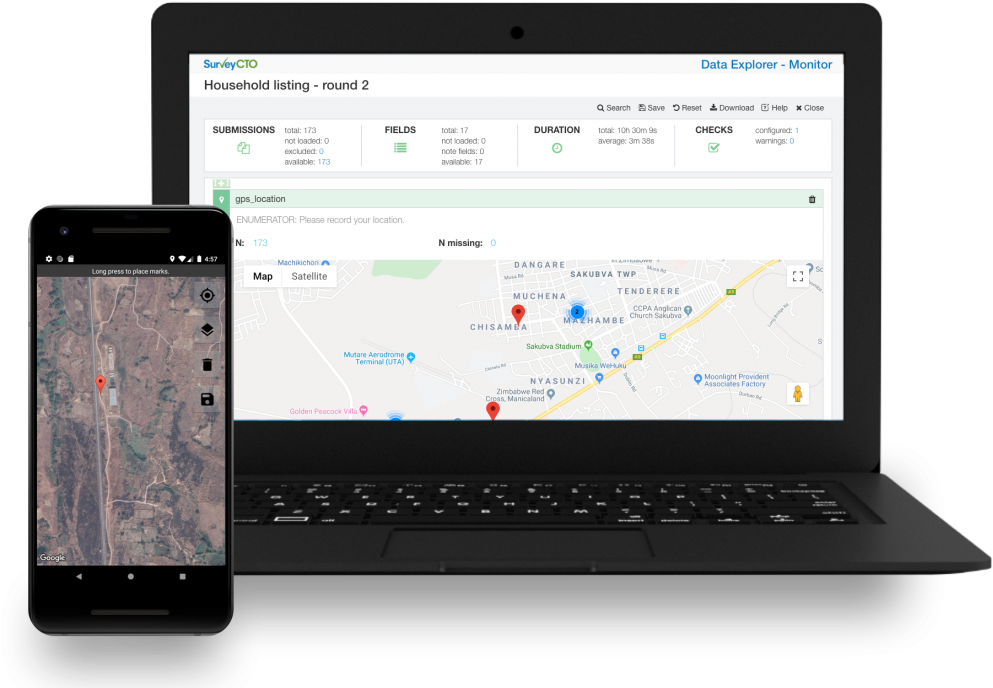 SurveyCTO
Data Explorer - Monitor
Household listing - round 2
Search Save Reset Download Help Close
SUBMISSIONS
total: 173
not loaded: 0
excluded: 0
available: 173
FIELDS
total: 17
not loaded: 0
note fields: 0
available: 17
DURATION
total: 10h 30m 9s
average: 3m 38s
CHECKS
configured: 1
warnings: 0
gps_location
ENUMERATOR: Please record your location.
N: 173
N missing: 0
Map
Satellite
Machikichori
DANGARE
SAKUBVA TWP
MUCHENA
TENDERERE
CCPA Anglican
Church Sakubva
CHISAMBA
MAZHAMBE
2
Sakubva Stadium
Mutare Aerodrome
Terminal (UTA)
Musika WeHuku
NYASUNZI
Moonlight Provident
Associates Factory
Zimbabwe Red
Cross, Manicaland
Durban Rd
Golden Peacock Villa
4:57
Long press to place marks.
Google